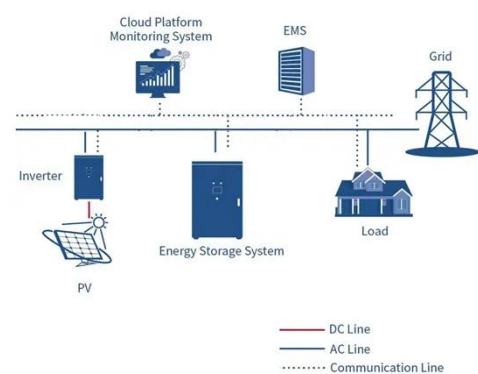 Cloud Platform
Monitoring System
EMS
Grid
Inverter
Energy Storage System
Load
PV
DC Line
AC Line
Communication Line